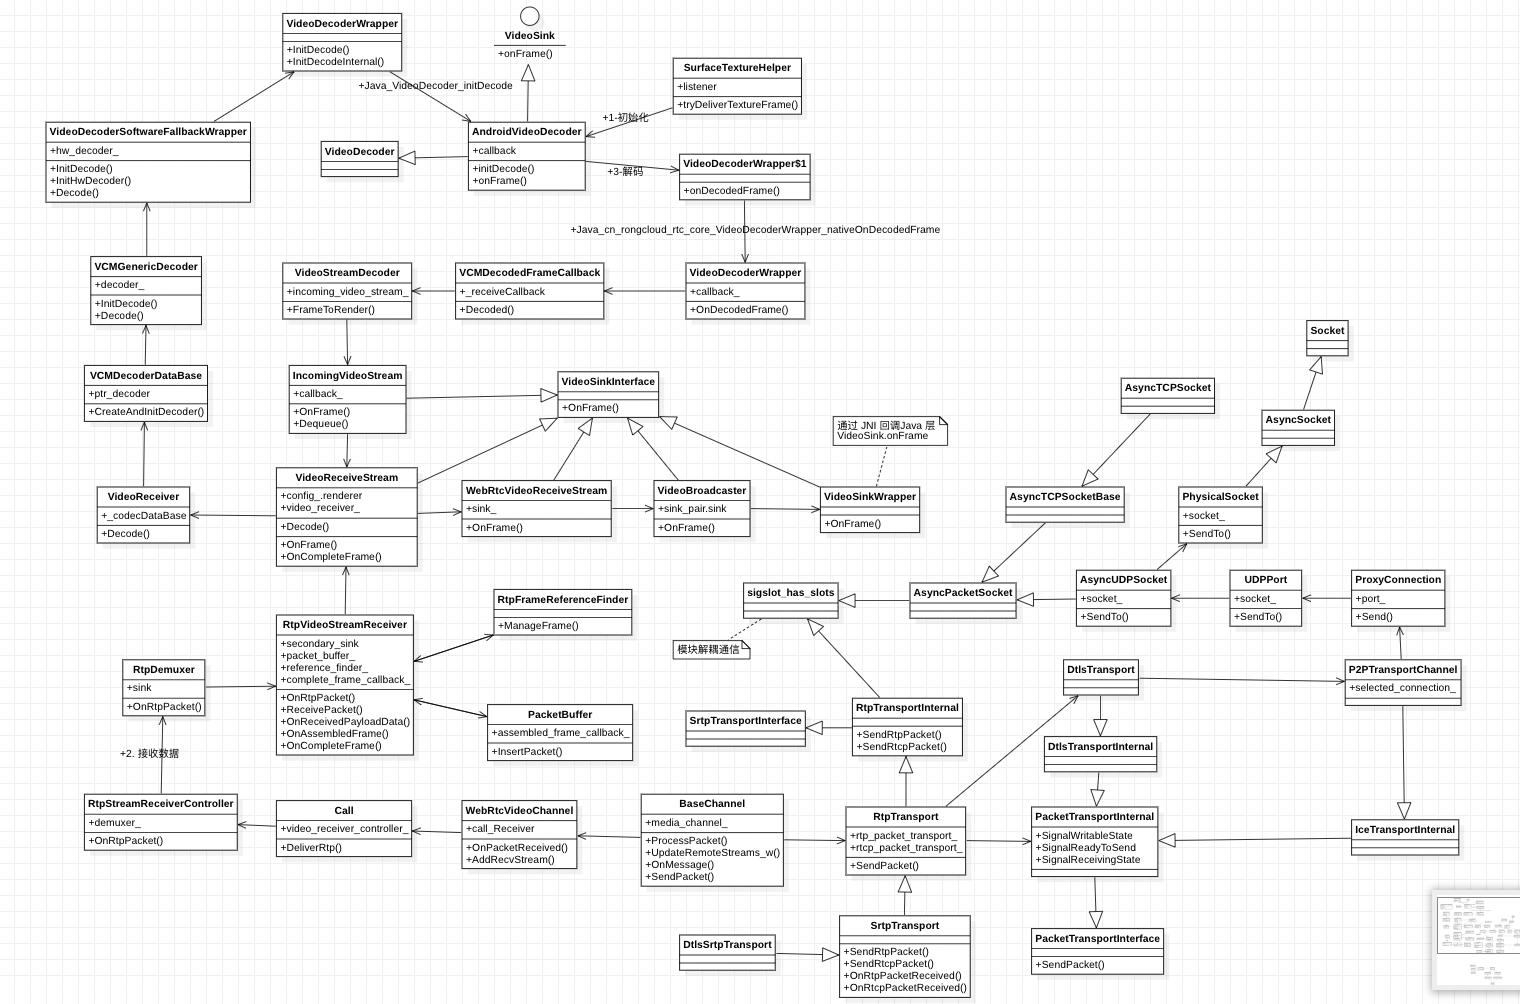 VideoDecoderWrapper
+InitDecode()
+InitDecodeInternal()
VideoSink
+onFrame()
SurfaceTextureHelper
+listener
+tryDeliverTextureFrame()
+Java_VideoDecoder_initDecode
+1-初始化
VideoDecoderSoftwareFallbackWrapper
+hw_decoder_
+InitDecode()
+InitHwDecoder()
+Decode()
VideoDecoder
AndroidVideoDecoder
+callback
+initDecode()
+onFrame()
+3-解码
VideoDecoderWrapper$1
+onDecodedFrame()
+Java_cn_rongcloud_rtc_core_VideoDecoderWrapper_nativeOnDecodedFrame
VCMGenericDecoder
+decoder_
+InitDecode()
+Decode()
VideoStreamDecoder
+incoming_video_stream_
+FrameToRender()
VCMDecodedFrameCallback
+_receiveCallback
+Decoded()
VideoDecoderWrapper
+callback_
+OnDecodedFrame()
Socket
VCMDecoderDataBase
+ptr_decoder
+CreateAndInitDecoder()
IncomingVideoStream
+callback_
+OnFrame()
+Dequeue()
VideoSinkInterface
+OnFrame()
AsyncTCPSocket
AsyncSocket
通过 JNI 回调Java 层
VideoSink.onFrame
VideoReceiver
+_codecDataBase
+Decode()
VideoReceiveStream
+config_.renderer
+video_receiver_
+Decode()
+OnFrame()
+OnCompleteFrame()
WebRtcVideoReceiveStream
+sink_
+OnFrame()
VideoBroadcaster
+sink_pair.sink
+OnFrame()
VideoSinkWrapper
+OnFrame()
AsyncTCPSocketBase
PhysicalSocket
+socket_
+SendTo()
RtpFrameReferenceFinder
+ManageFrame()
sigslot_has_slots
AsyncPacketSocket
AsyncUDPSocket
+socket_
+SendTo()
UDPPort
+socket_
+SendTo()
ProxyConnection
+port_
+Send()
模块解耦通信
RtpDemuxer
+sink
+OnRtpPacket()
RtpVideoStreamReceiver
+secondary_sink
+packet_buffer_
+reference_finder_
+complete_frame_callback_
+OnRtpPacket()
+ReceivePacket()
+OnReceivedPayloadData()
+OnAssembledFrame()
+OnCompleteFrame()
PacketBuffer
+assembled_frame_callback_
+InsertPacket()
SrtpTransportInterface
RtpTransportInternal
+SendRtpPacket()
+SendRtcpPacket()
DtlsTransport
P2PTransportChannel
+selected_connection_
DtlsTransportInternal
+2. 接收数据
RtpStreamReceiverController
+demuxer_
+OnRtpPacket()
Call
+video_receiver_controller_
+DeliverRtp()
WebRtcVideoChannel
+call_Receiver
+OnPacketReceived()
+AddRecvStream()
BaseChannel
+media_channel_
+ProcessPacket()
+UpdateRemoteStreams_w()
+OnMessage()
+SendPacket()
RtpTransport
+rtp_packet_transport_
+rtcp_packet_transport_
+SendPacket()
PacketTransportInternal
+SignalWritableState
+SignalReadyToSend
+SignalReceivingState
IceTransportInternal
DtlsSrtpTransport
SrtpTransport
+SendRtpPacket()
+SendRtcpPacket()
+OnRtpPacketReceived()
+OnRtcpPacketReceived()
PacketTransportInterface
+SendPacket()